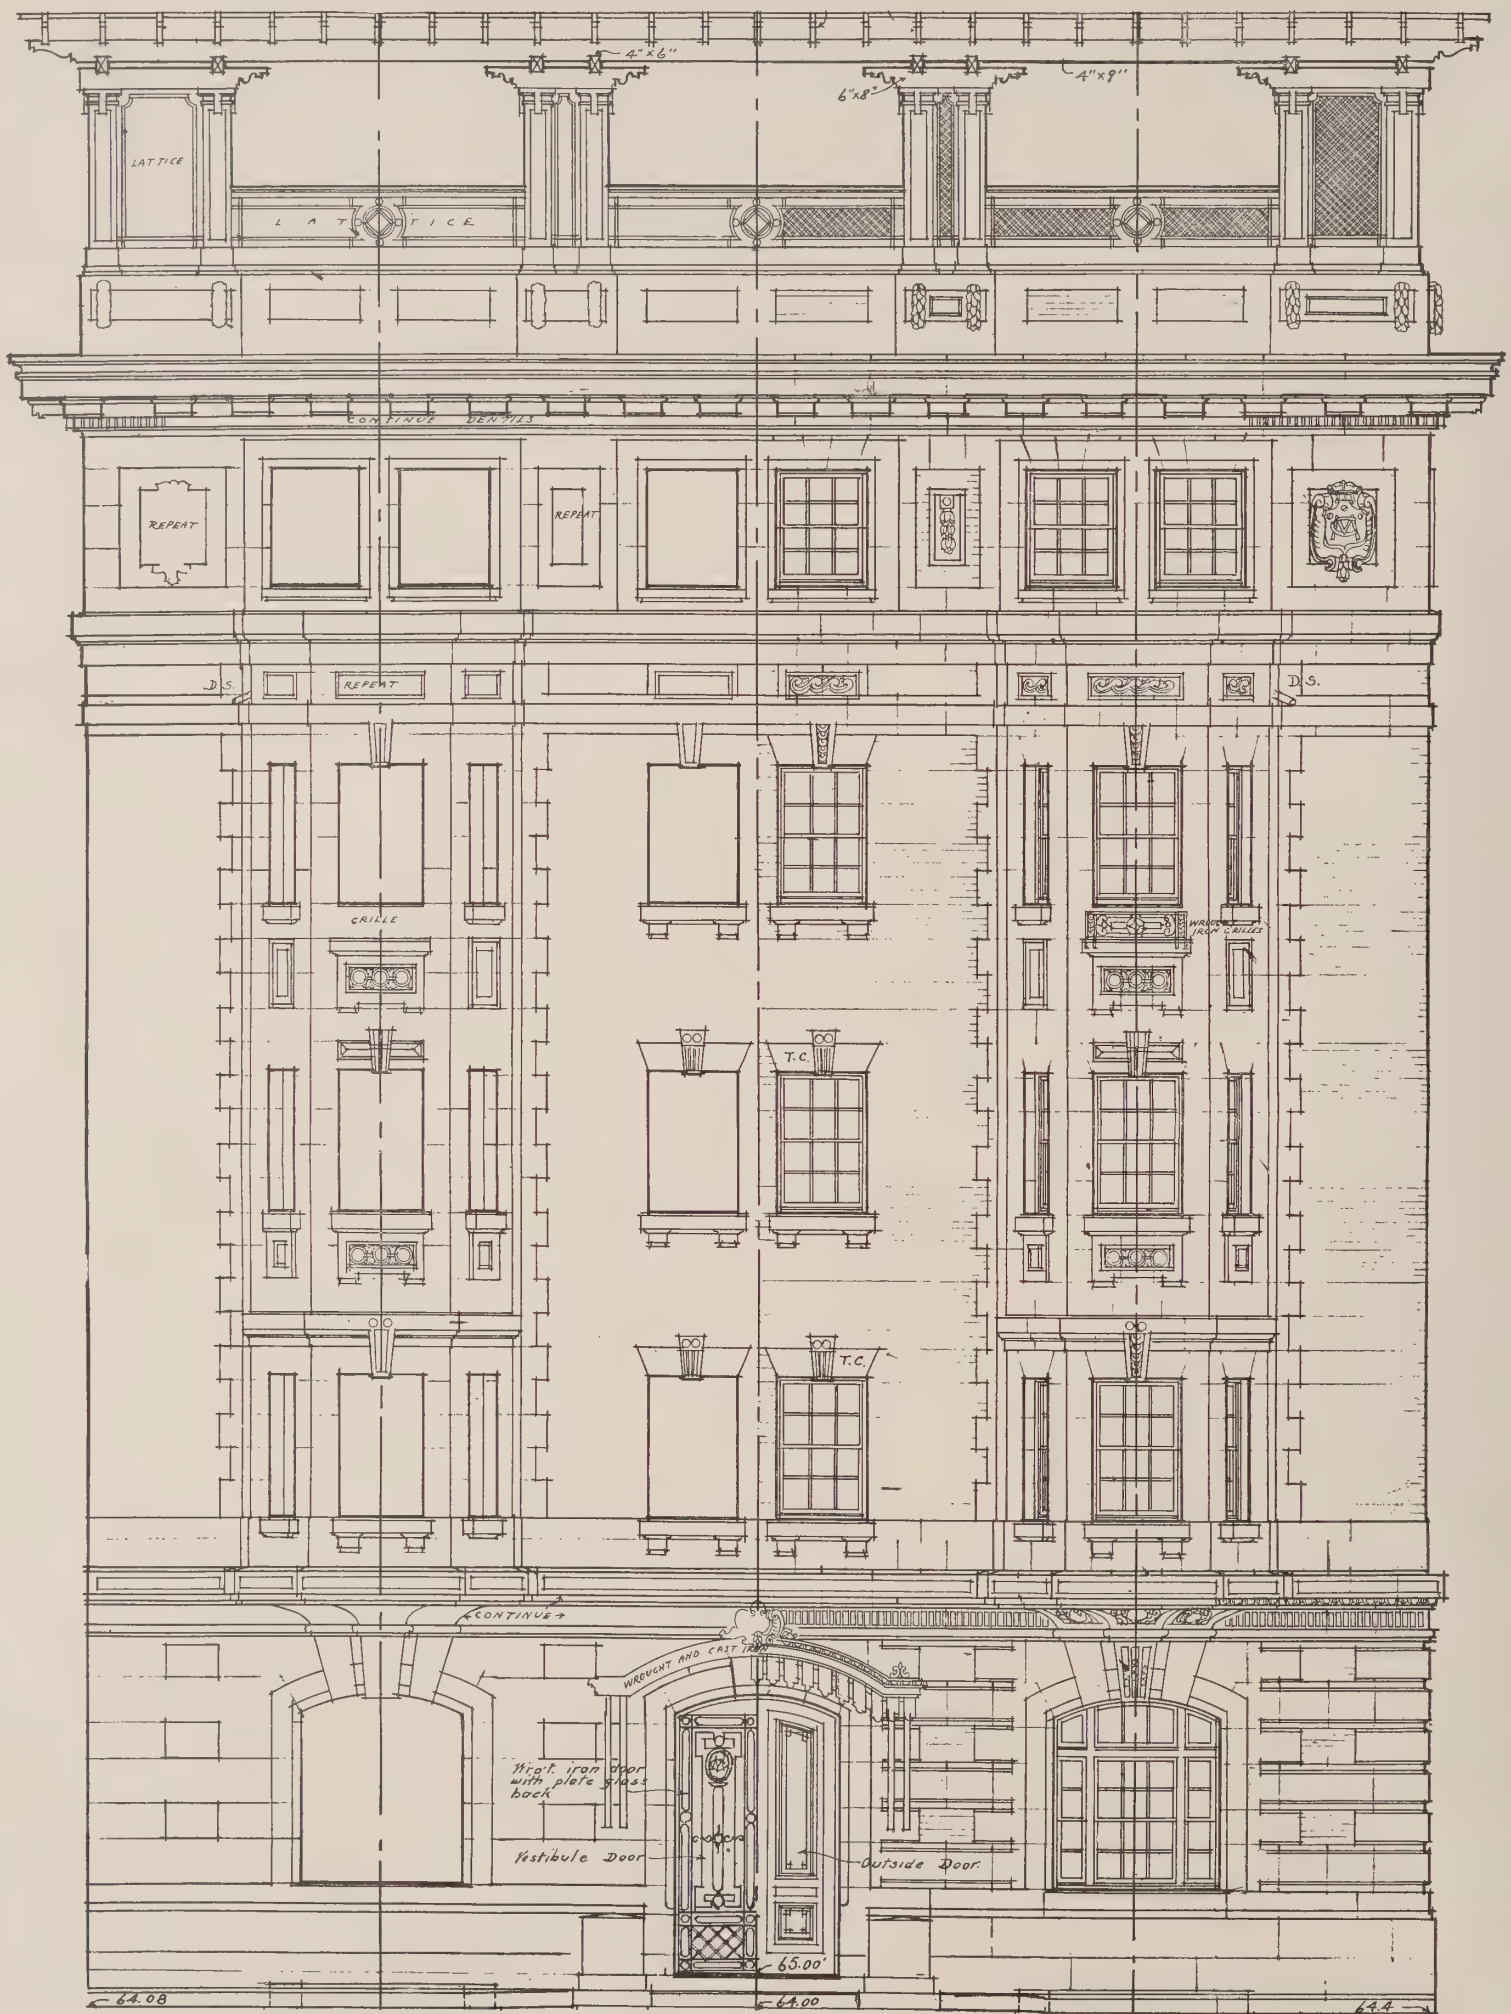 4"x6"
4"x9"
6"x8"
LATTICE
LATTICE
CONTINUE DENTILS
REPEAT
REPEAT
D.S.
REPEAT
D.S.
GRILLE
WROUGHT
IRON GRILLES
T.C.
T.C.
CONTINUE
WROUGHT AND CAST IRON
Wro't. iron door
with plate glass
back
Vestibule Door
Outside Door
65.00'
64.08
64.00
64.4